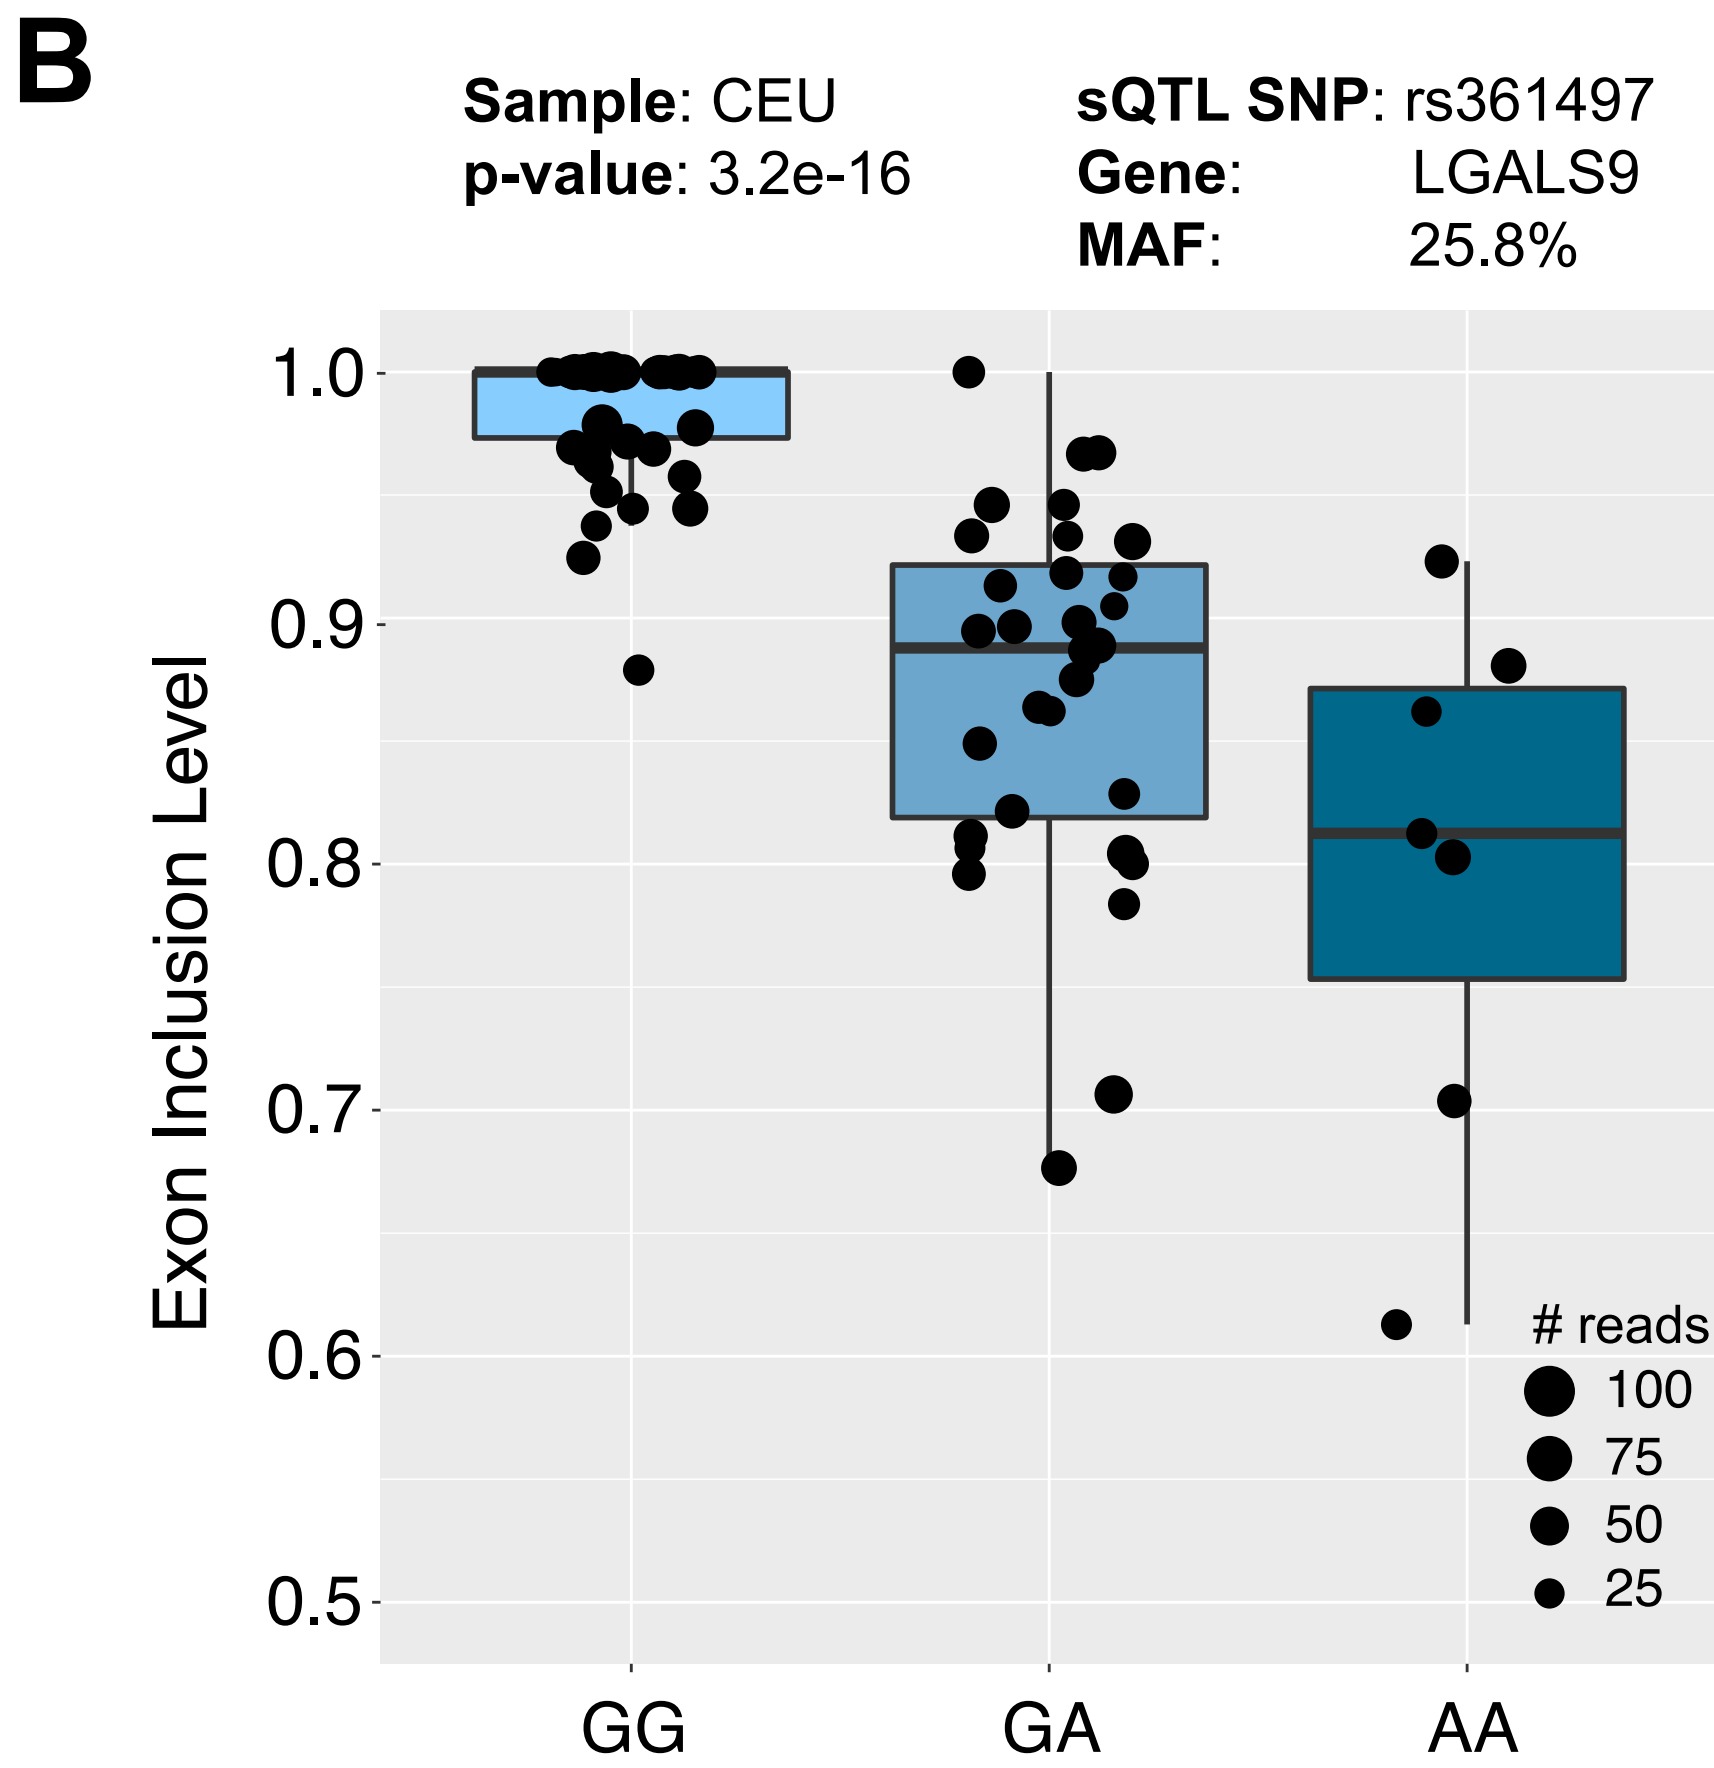 B
Sample: CEU
p-value: 3.2e-16
sQTL SNP: rs361497
Gene: LGALS9
MAF: 25.8%
Exon Inclusion Level
1.0
0.9
0.8
0.7
0.6
0.5
# reads
100
75
50
25
GG GA AA